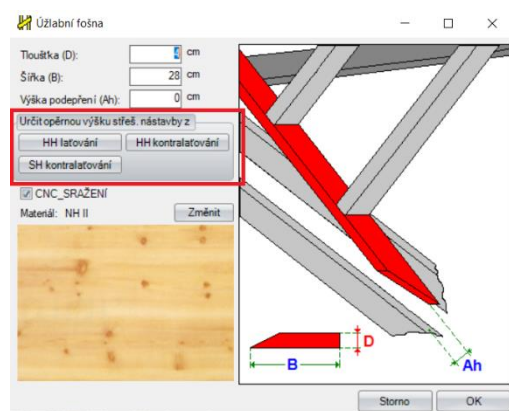 Úžlabní fošna
Tloušťka (D): 4 cm
Šířka (B): 28 cm
Výška podepření (Ah): 0 cm
Určit opěrnou výšku střeš. nástavby z
HH laťování HH kontralaťování
SH kontralaťování
CNC_SRAŽENÍ
Materiál: NH II Změnit
D
B
Ah
Storno OK